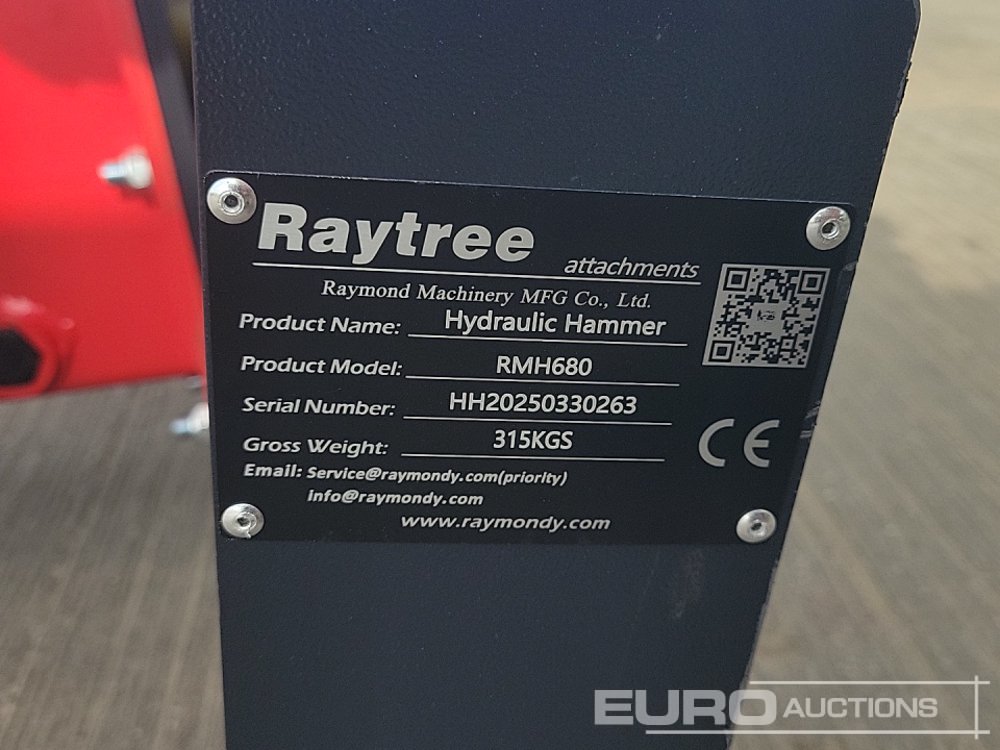 Raytree
attachments
Raymond Machinery MFG Co., Ltd.
Product Name: Hydraulic Hammer
Product Model: RMH680
Serial Number: HH20250330263
Gross Weight: 315KGS
CE
Email: Service@raymondy.com(priority)
info@raymondy.com
www.raymondy.com
EURO AUCTIONS